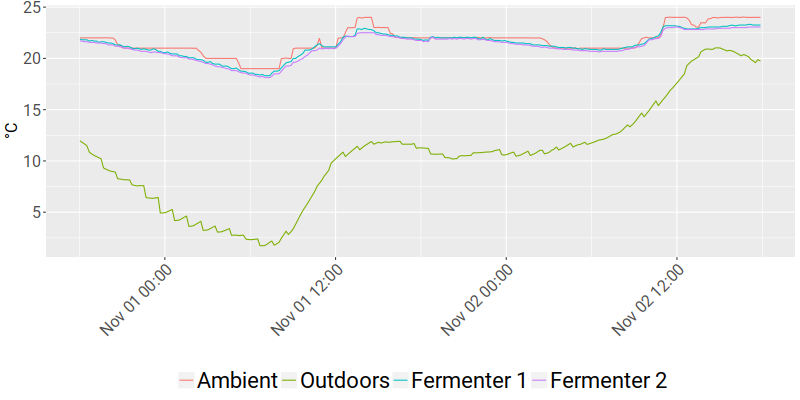 25
20
15
10
5
°C
Nov 01 00:00
Nov 01 12:00
Nov 02 00:00
Nov 02 12:00
Ambient Outdoors Fermenter 1 Fermenter 2